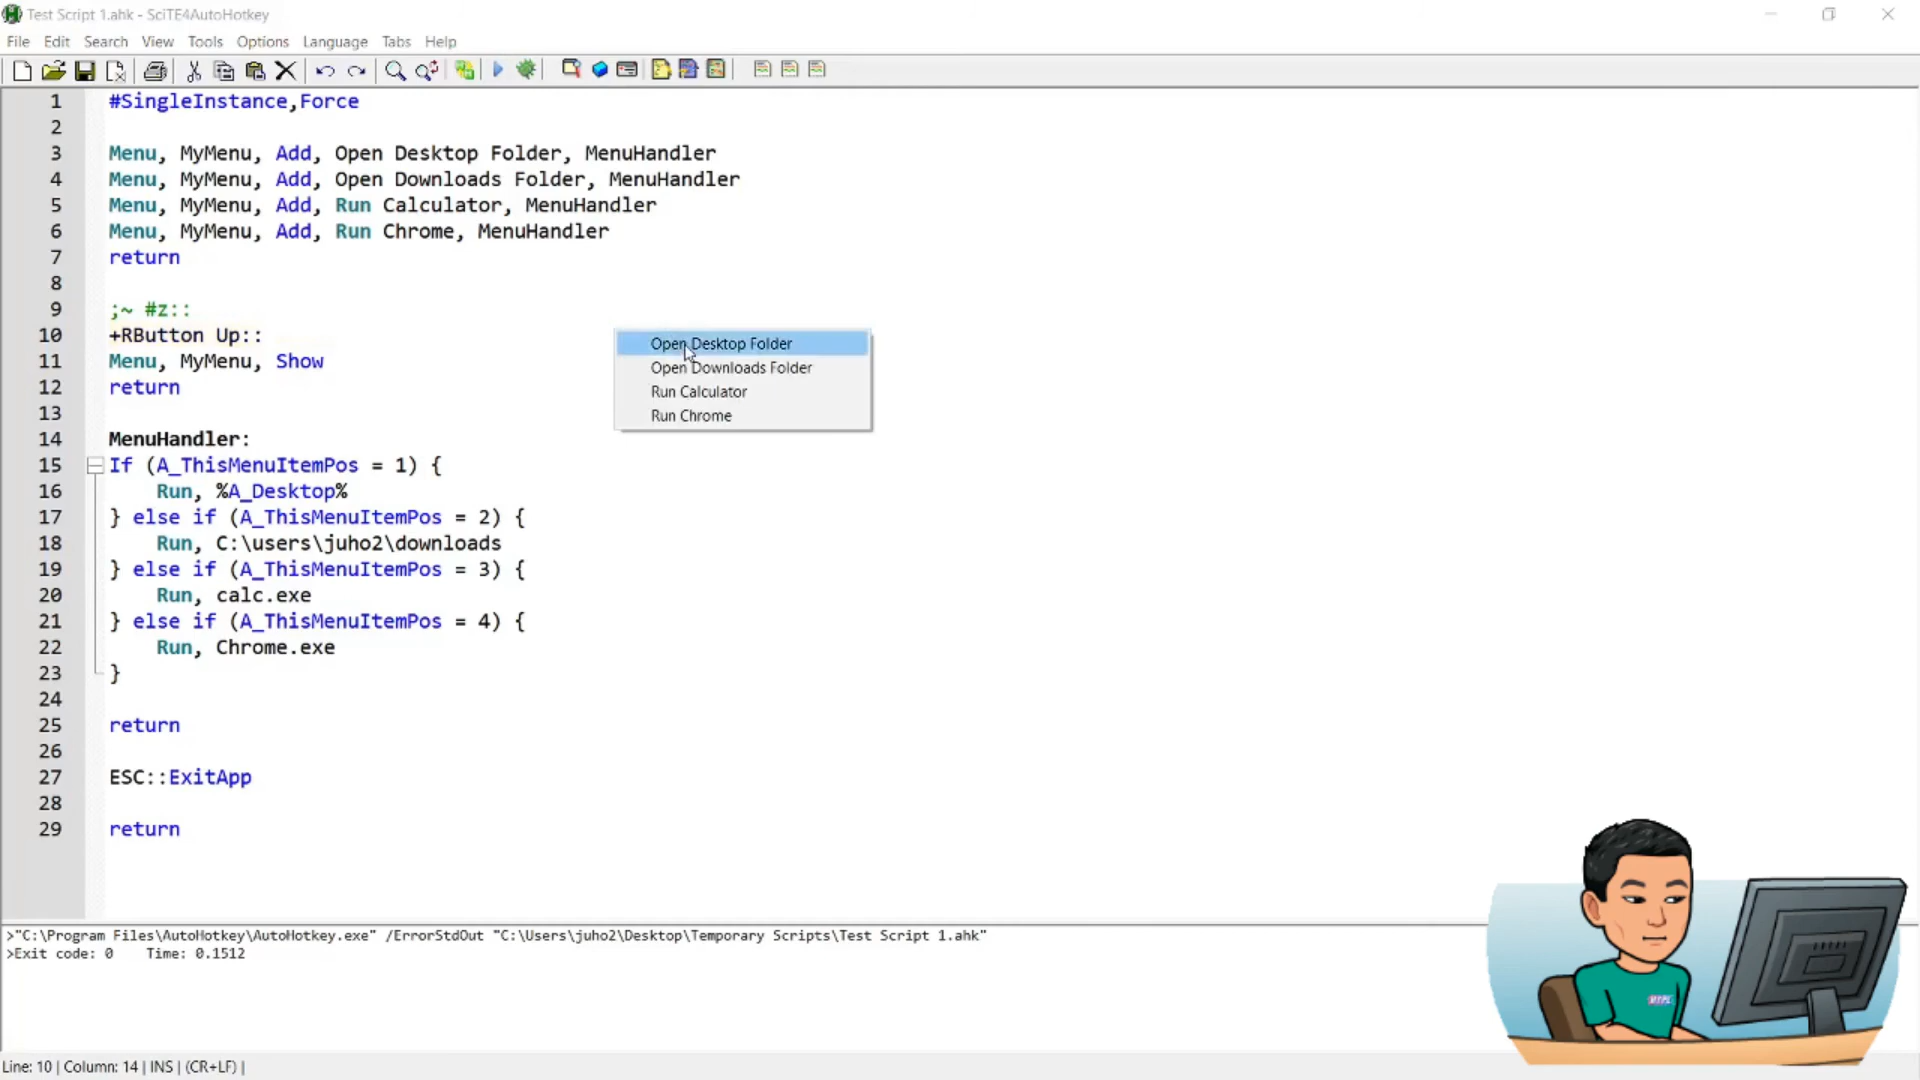 Test Script 1.ahk - SciTE4AutoHotkey
File Edit Search View Tools Options Language Tabs Help
1 #SingleInstance,Force
2
3 Menu, MyMenu, Add, Open Desktop Folder, MenuHandler
4 Menu, MyMenu, Add, Open Downloads Folder, MenuHandler
5 Menu, MyMenu, Add, Run Calculator, MenuHandler
6 Menu, MyMenu, Add, Run Chrome, MenuHandler
7 return
8
9 ;~ #z::
10 +RButton Up::
11 Menu, MyMenu, Show
12 return
13
14 MenuHandler:
15 If (A_ThisMenuItemPos = 1) {
16 Run, %A_Desktop%
17 } else if (A_ThisMenuItemPos = 2) {
18 Run, C:\users\juho2\downloads
19 } else if (A_ThisMenuItemPos = 3) {
20 Run, calc.exe
21 } else if (A_ThisMenuItemPos = 4) {
22 Run, Chrome.exe
23 }
24
25 return
26
27 ESC::ExitApp
28
29 return
Open Desktop Folder
Open Downloads Folder
Run Calculator
Run Chrome
>"C:\Program Files\AutoHotkey\AutoHotkey.exe" /ErrorStdOut "C:\Users\juho2\Desktop\Temporary Scripts\Test Script 1.ahk"
>Exit code: 0 Time: 0.1512
Line: 10 | Column: 14 | INS | (CR+LF) |